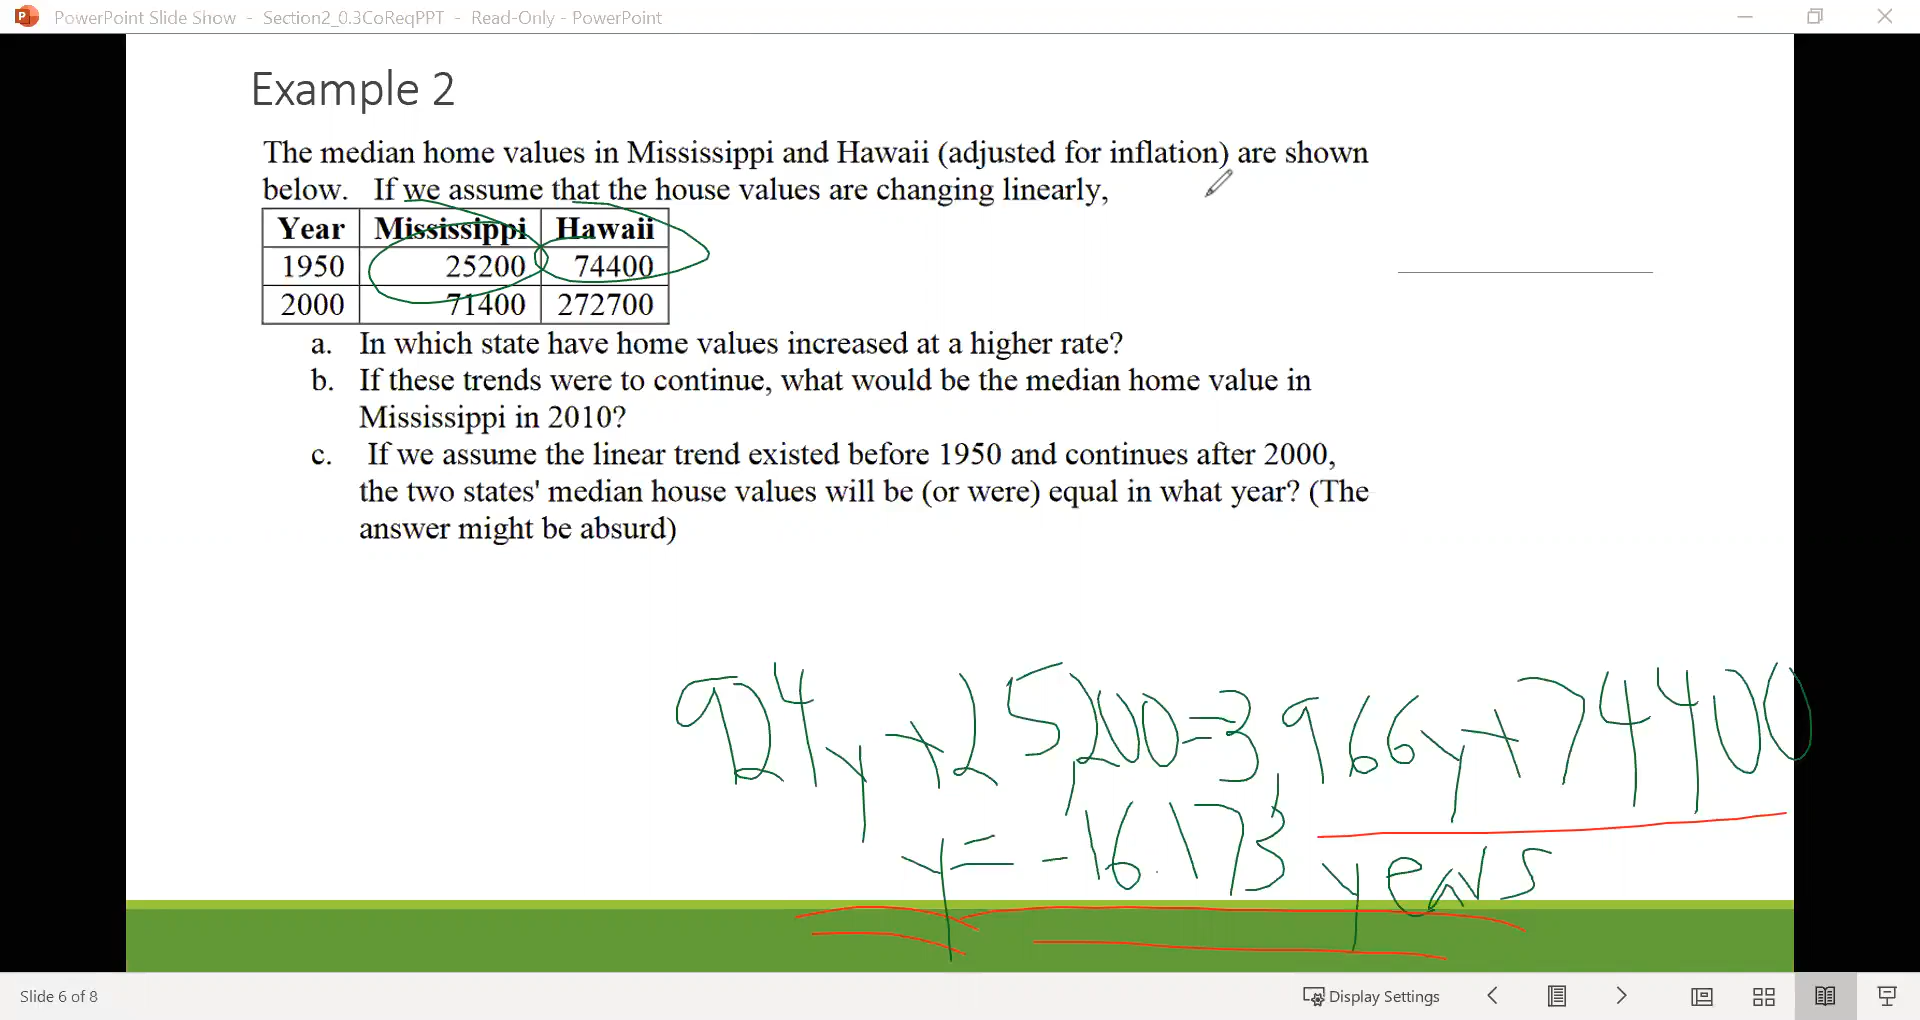 PowerPoint Slide Show - Section2_0.3CoReqPPT - Read-Only - PowerPoint
Example 2
The median home values in Mississippi and Hawaii (adjusted for inflation) are shown
below. If we assume that the house values are changing linearly,
Year Mississippi Hawaii
1950 25200 74400
2000 71400 272700
a. In which state have home values increased at a higher rate?
b. If these trends were to continue, what would be the median home value in
Mississippi in 2010?
c. If we assume the linear trend existed before 1950 and continues after 2000,
the two states' median house values will be (or were) equal in what year? (The
answer might be absurd)
924y+25,200=3,966y+74400
y=-16.173 years
Slide 6 of 8 Display Settings